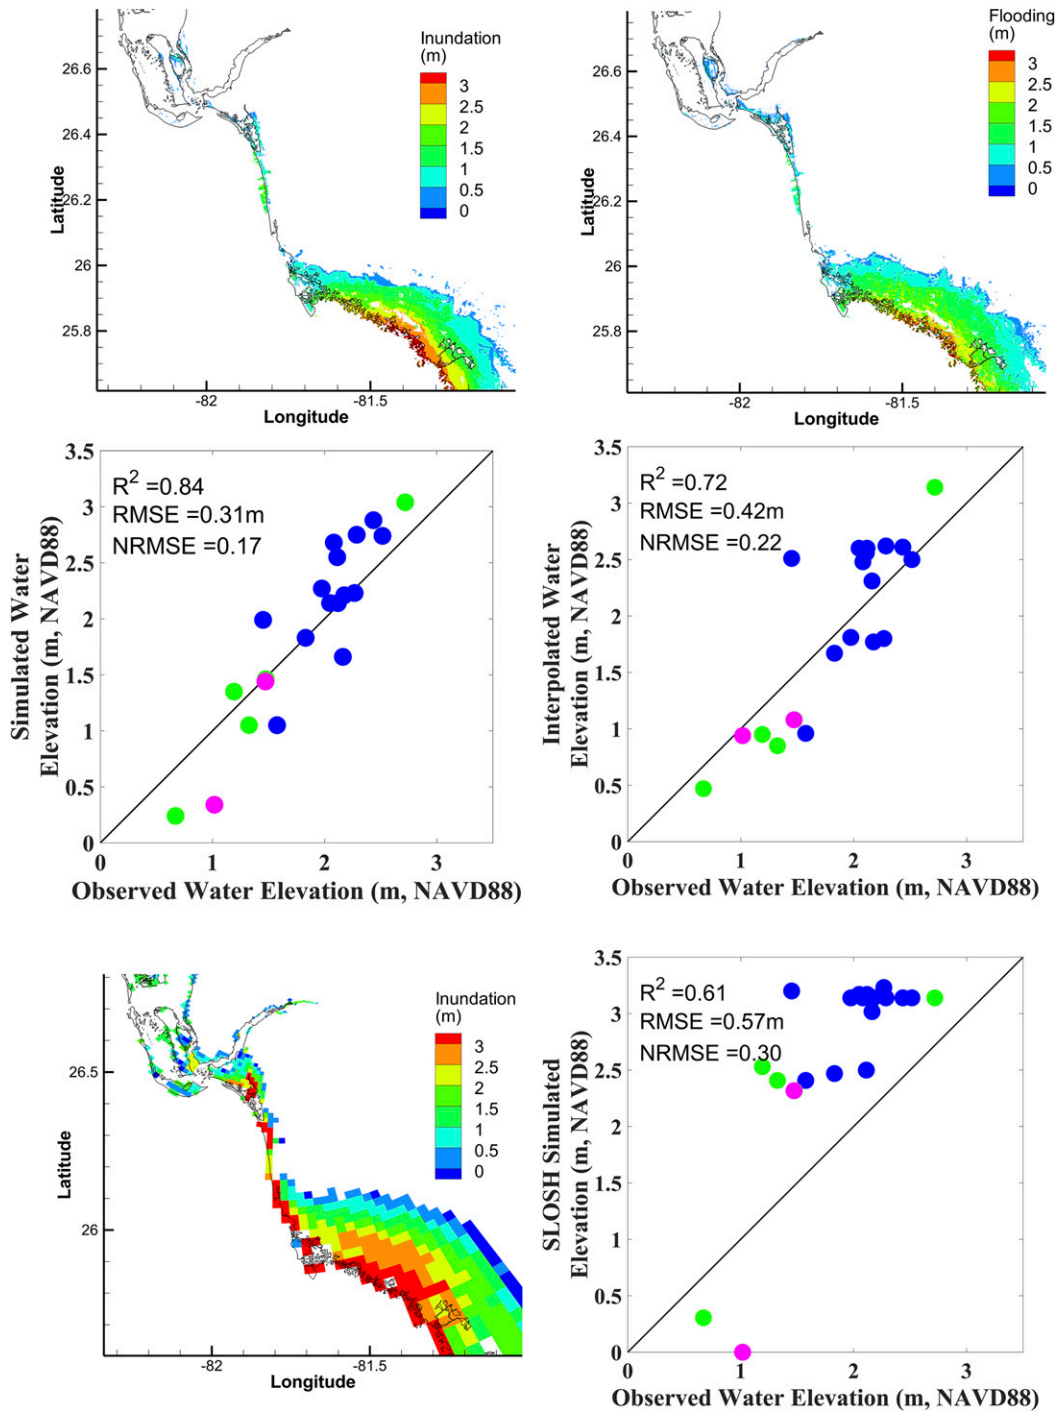 Inundation
(m)
3
2.5
2
1.5
1
0.5
0
26.6
26.4
26.2
26
25.8
Latitude
-82
-81.5
Longitude
Flooding
(m)
3
2.5
2
1.5
1
0.5
0
26.6
26.4
26.2
26
25.8
Latitude
-82
-81.5
Longitude
R² =0.84
RMSE =0.31m
NRMSE =0.17
3.5
3
2.5
2
1.5
1
0.5
0
Simulated Water
Elevation (m, NAVD88)
0
1
2
3
Observed Water Elevation (m, NAVD88)
R² =0.72
RMSE =0.42m
NRMSE =0.22
3.5
3
2.5
2
1.5
1
0.5
0
Interpolated Water
Elevation (m, NAVD88)
0
1
2
3
Observed Water Elevation (m, NAVD88)
Inundation
(m)
3
2.5
2
1.5
1
0.5
0
26.5
26
Latitude
-82
-81.5
Longitude
R² =0.61
RMSE =0.57m
NRMSE =0.30
3.5
3
2.5
2
1.5
1
0.5
0
SLOSH Simulated
Elevation (m, NAVD88)
0
1
2
3
Observed Water Elevation (m, NAVD88)